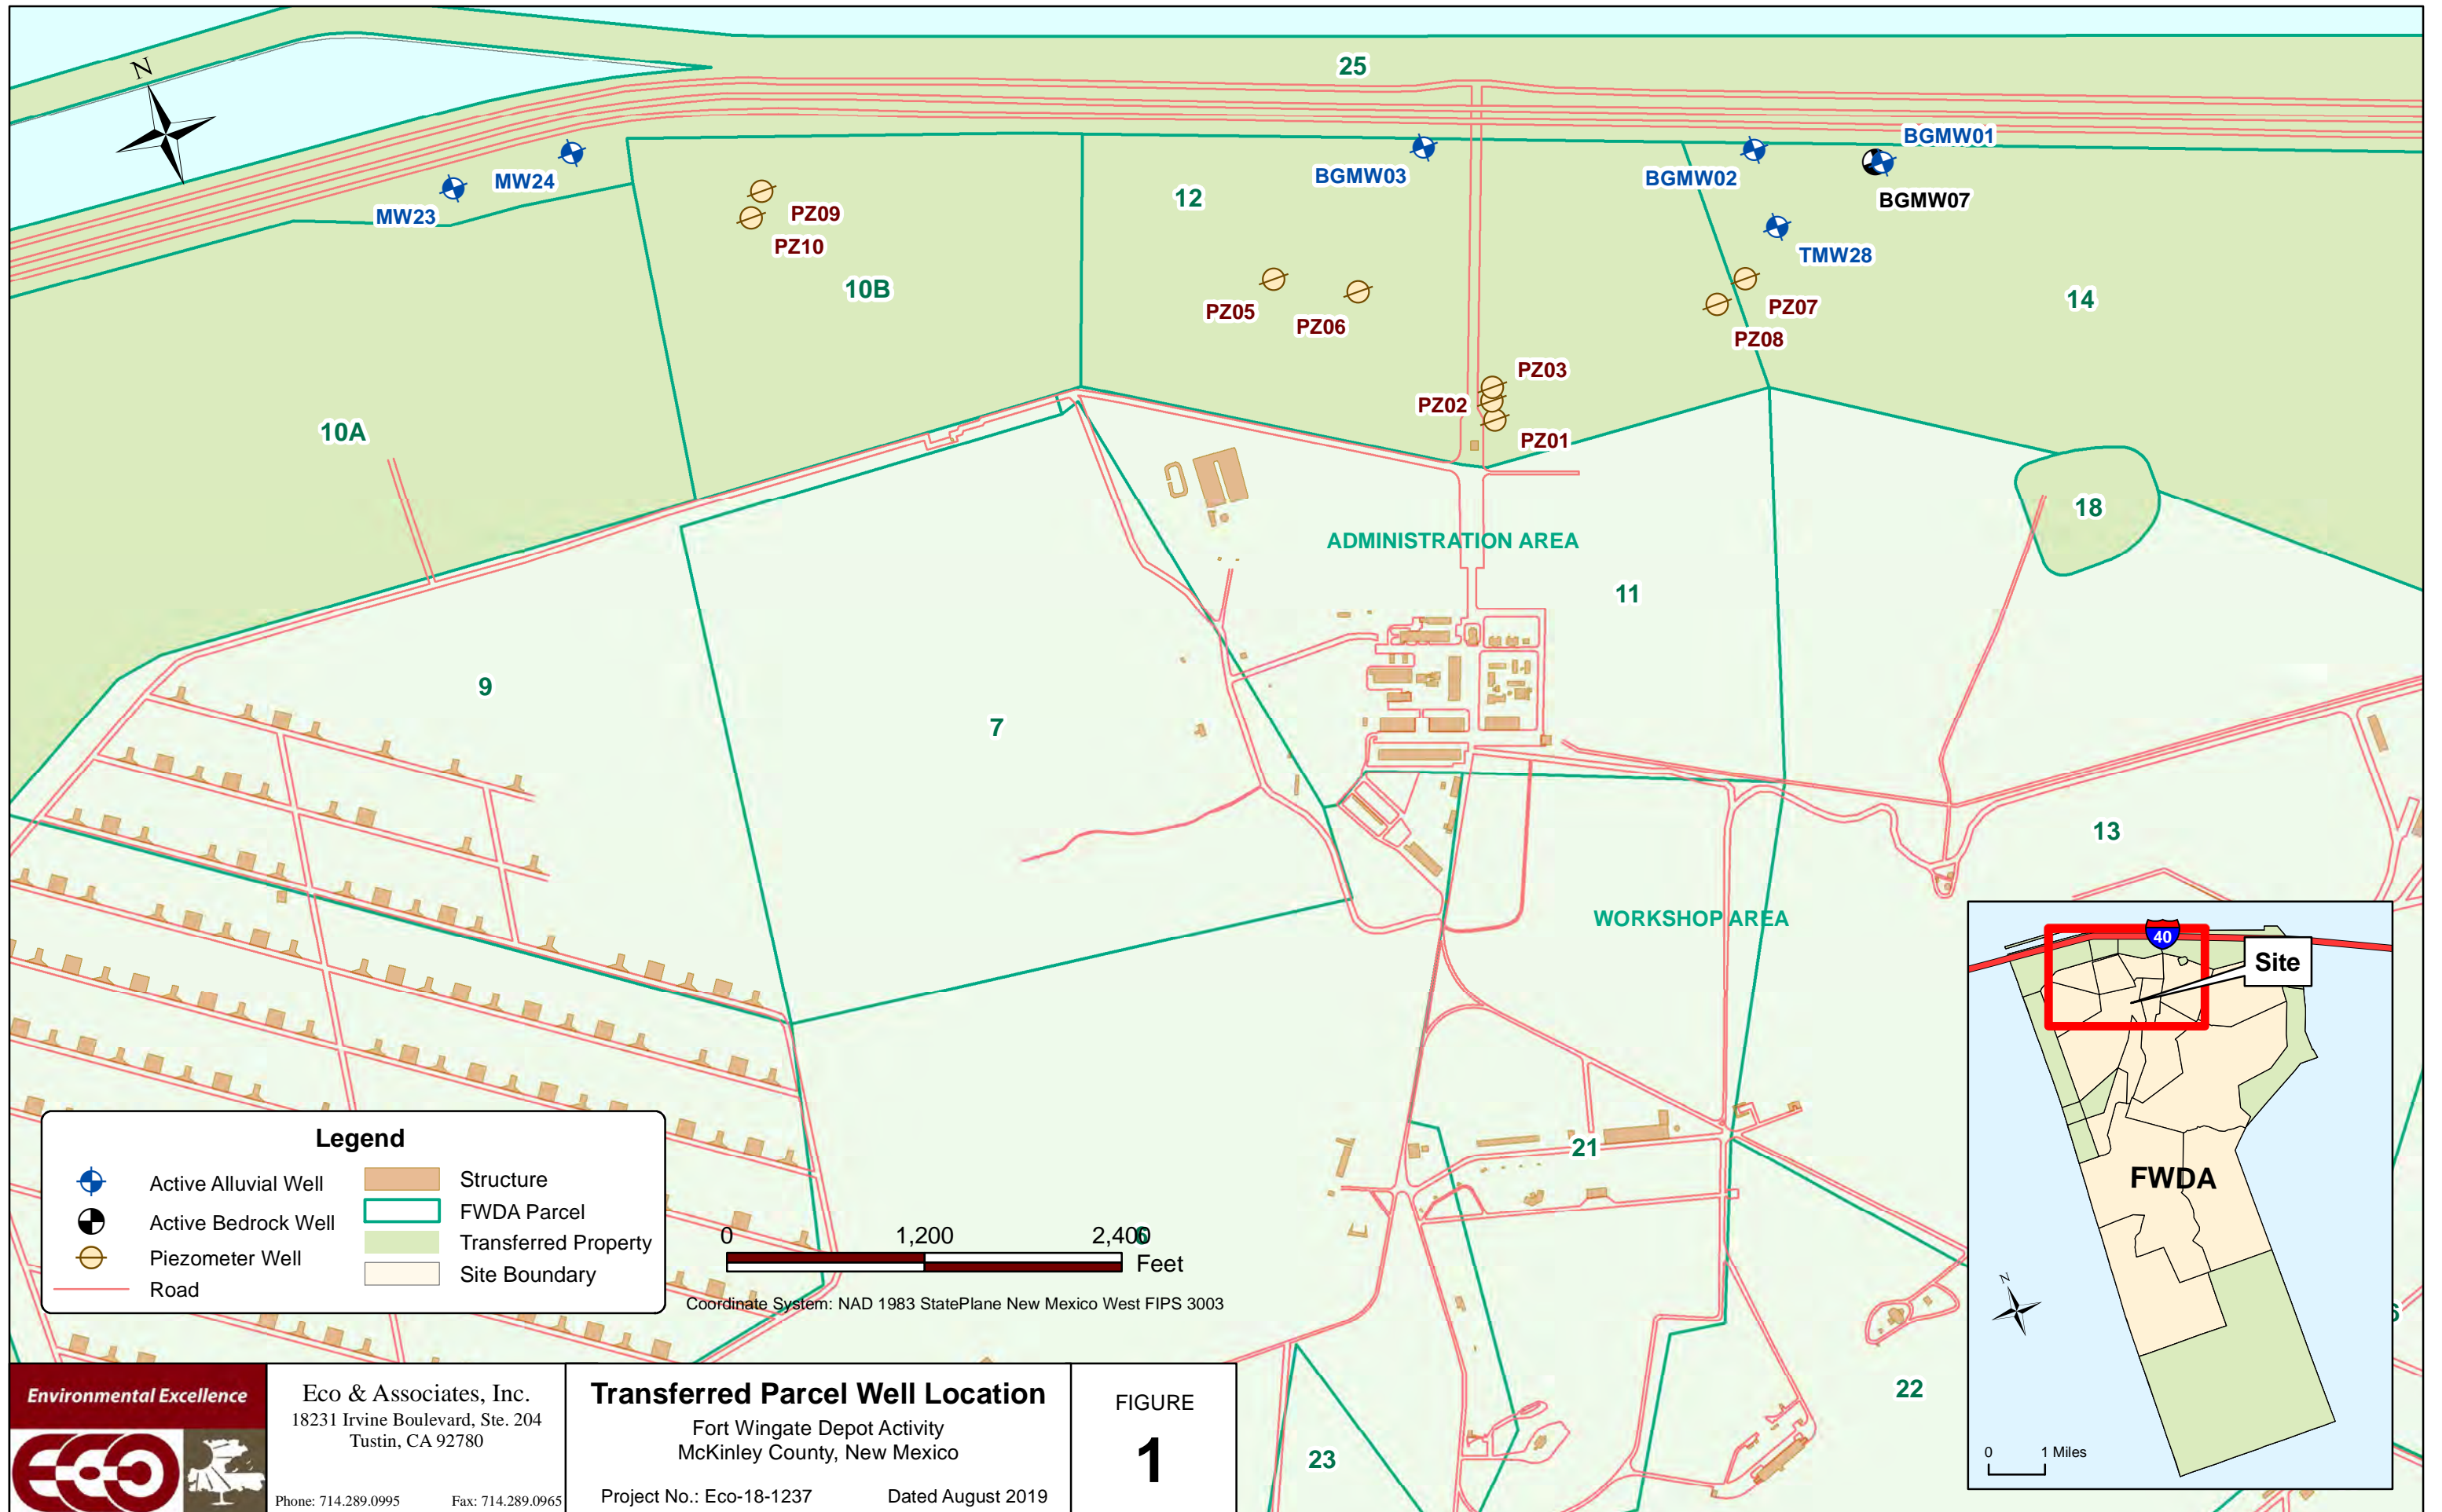 25
N
BGMW01
BGMW03
BGMW02
MW24
12
BGMW07
MW23
PZ09
PZ10
TMW28
10B
14
PZ05
PZ06
PZ07
PZ08
PZ03
PZ02
PZ01
10A
18
ADMINISTRATION AREA
11
9
7
13
WORKSHOP AREA
40
Site
FWDA
N
0 1 Miles
21
6
22
23
Legend
Active Alluvial Well
Active Bedrock Well
Piezometer Well
Road
Structure
FWDA Parcel
Transferred Property
Site Boundary
0 1,200 2,400
Feet
Coordinate System: NAD 1983 StatePlane New Mexico West FIPS 3003
Environmental Excellence
ECO
Eco & Associates, Inc.
18231 Irvine Boulevard, Ste. 204
Tustin, CA 92780
Phone: 714.289.0995 Fax: 714.289.0965
Transferred Parcel Well Location
Fort Wingate Depot Activity
McKinley County, New Mexico
Project No.: Eco-18-1237 Dated August 2019
FIGURE
1